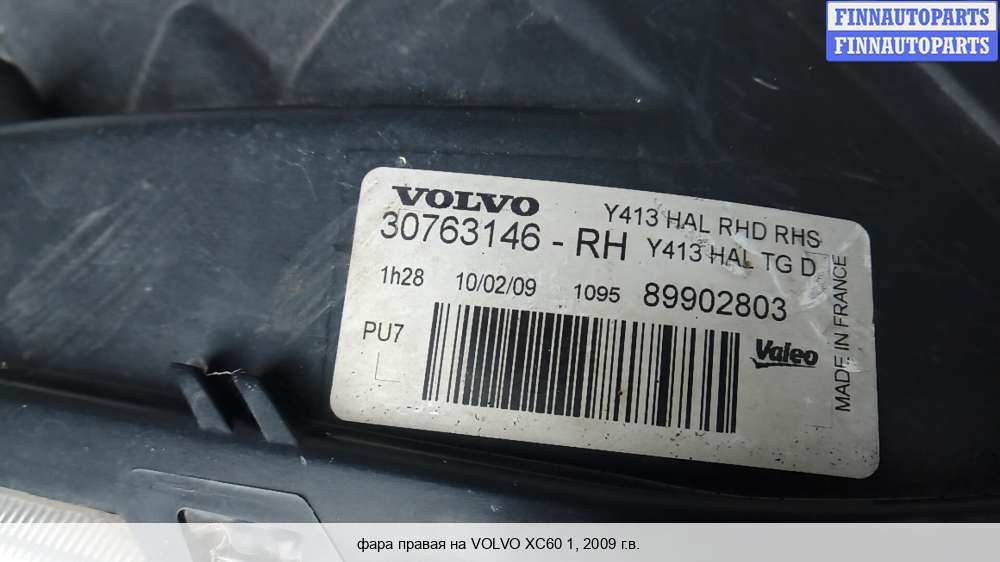 FINNAUTOPARTS
FINNAUTOPARTS
VOLVO
Y413 HAL RHD RHS
30763146 - RH
Y413 HAL TG D
1h28 10/02/09 1095 89902803
PU7
Valeo
MADE IN FRANCE
фара правая на VOLVO XC60 1, 2009 г.в.